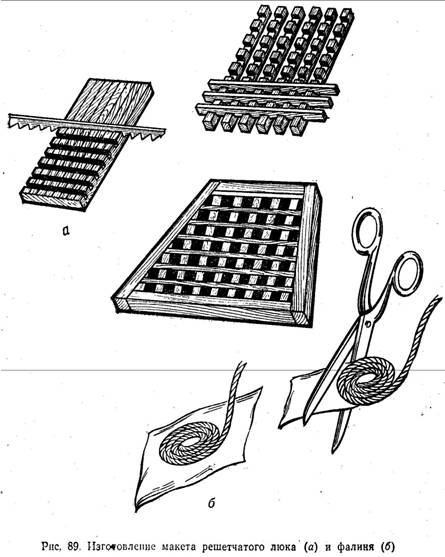 а
б
Рис. 89. Изготовление макета решетчатого люка (а) и фалиня (б)